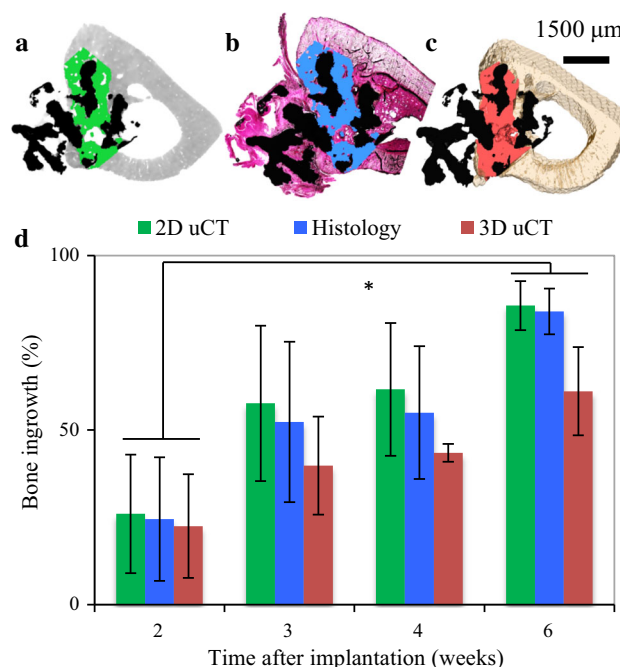 a b c 1500 μm
d 2D uCT Histology 3D uCT
100
*
Bone ingrowth (%)
50
0
2 3 4 6
Time after implantation (weeks)